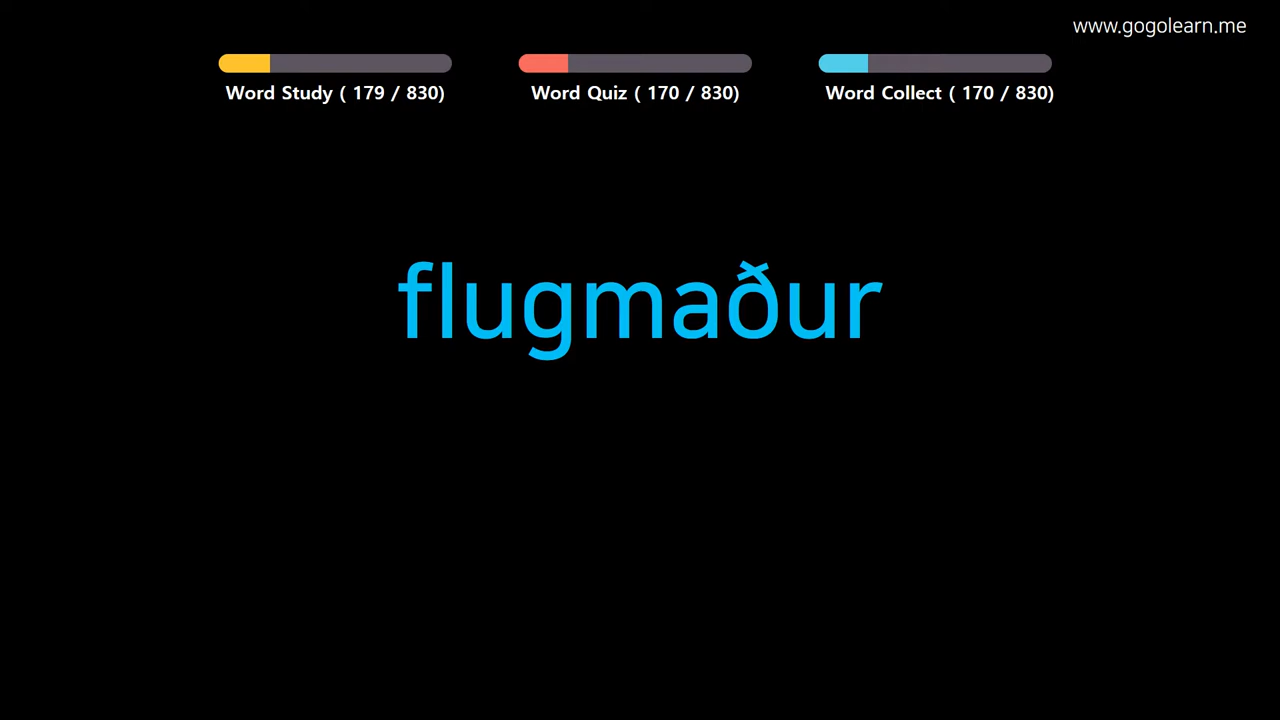 www.gogolearn.me
Word Study ( 179 / 830)
Word Quiz ( 170 / 830)
Word Collect ( 170 / 830)
flugmaður